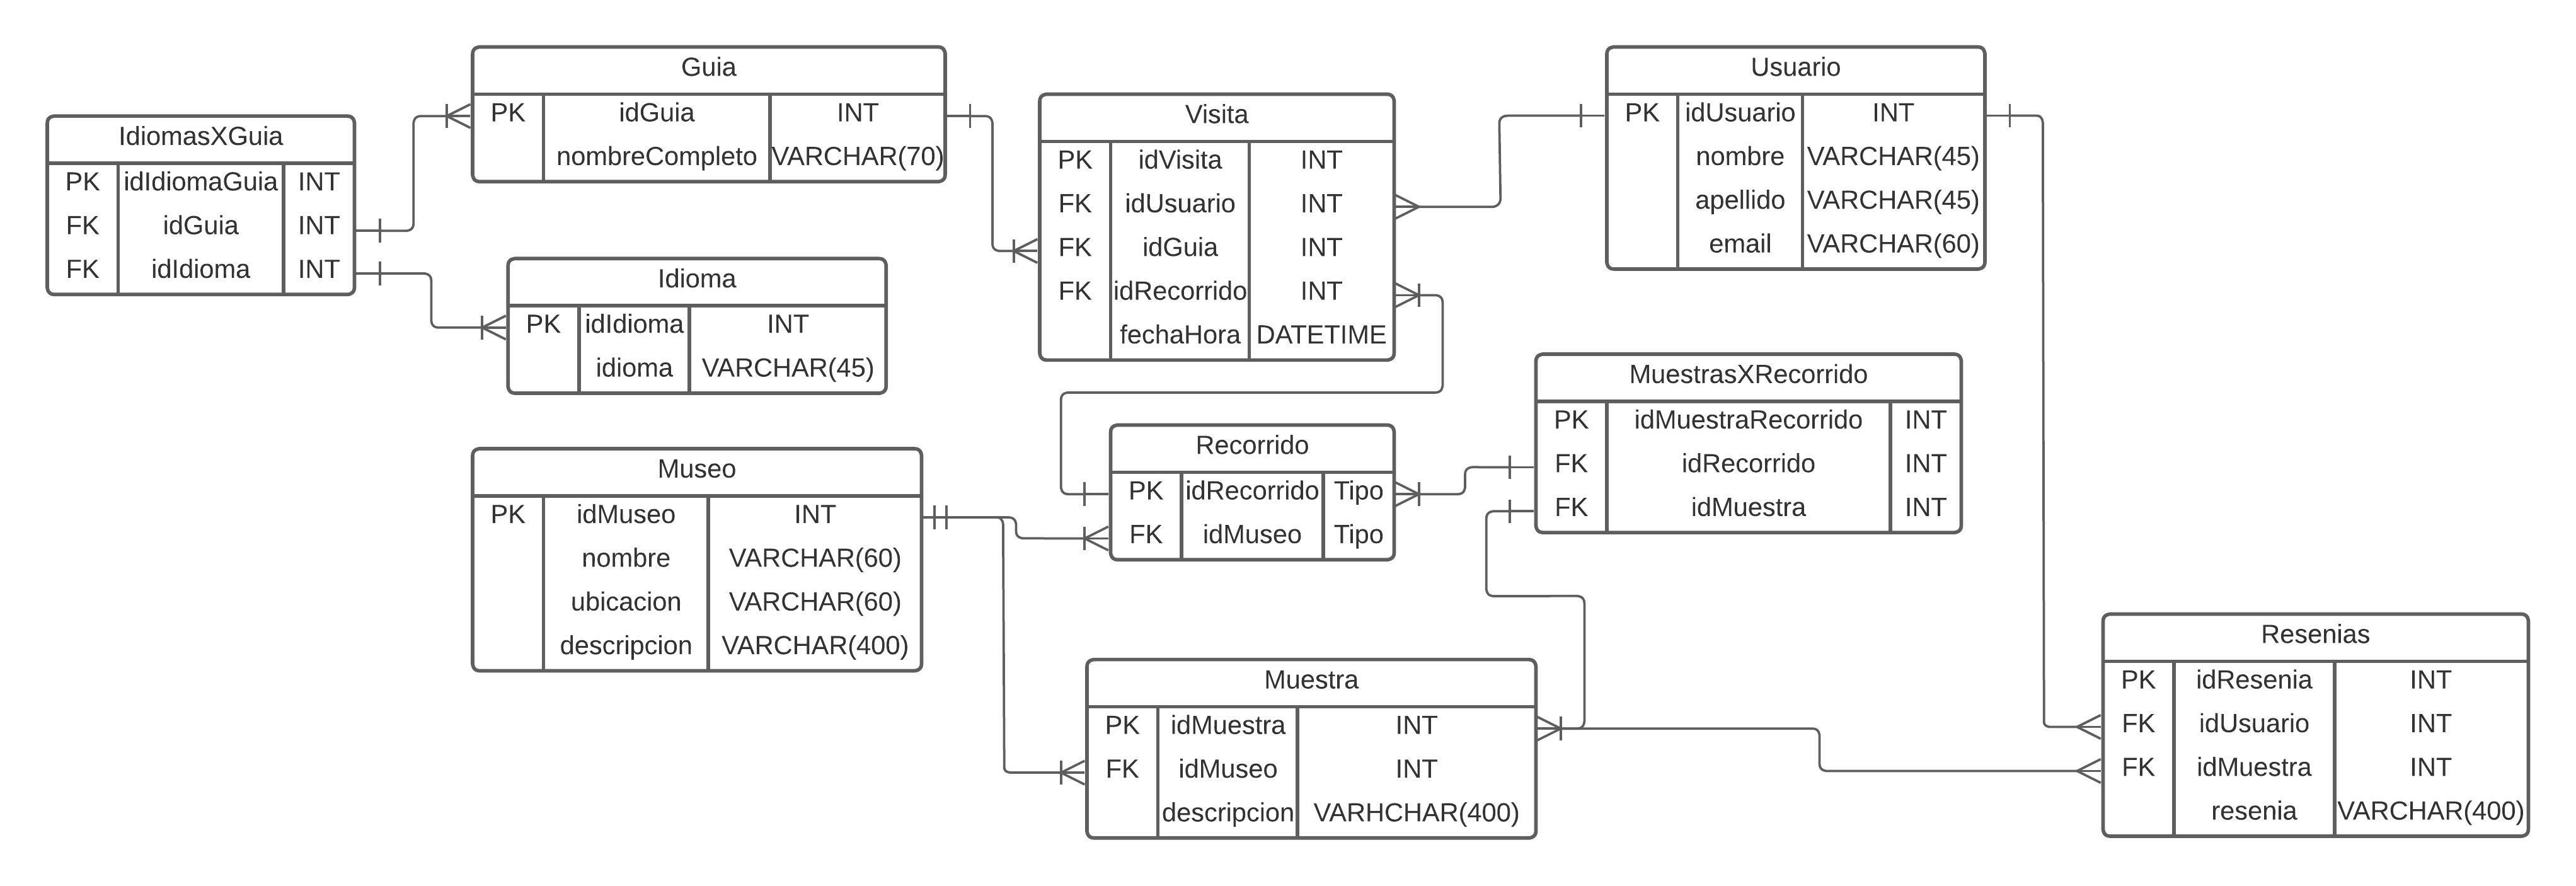 IdiomasXGuia
PK idIdiomaGuia INT
FK idGuia INT
FK idIdioma INT
Guia
PK idGuia INT
nombreCompleto VARCHAR(70)
Idioma
PK idIdioma INT
idioma VARCHAR(45)
Museo
PK idMuseo INT
nombre VARCHAR(60)
ubicacion VARCHAR(60)
descripcion VARCHAR(400)
Visita
PK idVisita INT
FK idUsuario INT
FK idGuia INT
FK idRecorrido INT
fechaHora DATETIME
Recorrido
PK idRecorrido Tipo
FK idMuseo Tipo
Muestra
PK idMuestra INT
FK idMuseo INT
descripcion VARHCHAR(400)
Usuario
PK idUsuario INT
nombre VARCHAR(45)
apellido VARCHAR(45)
email VARCHAR(60)
MuestrasXRecorrido
PK idMuestraRecorrido INT
FK idRecorrido INT
FK idMuestra INT
Resenias
PK idResenia INT
FK idUsuario INT
FK idMuestra INT
resenia VARCHAR(400)